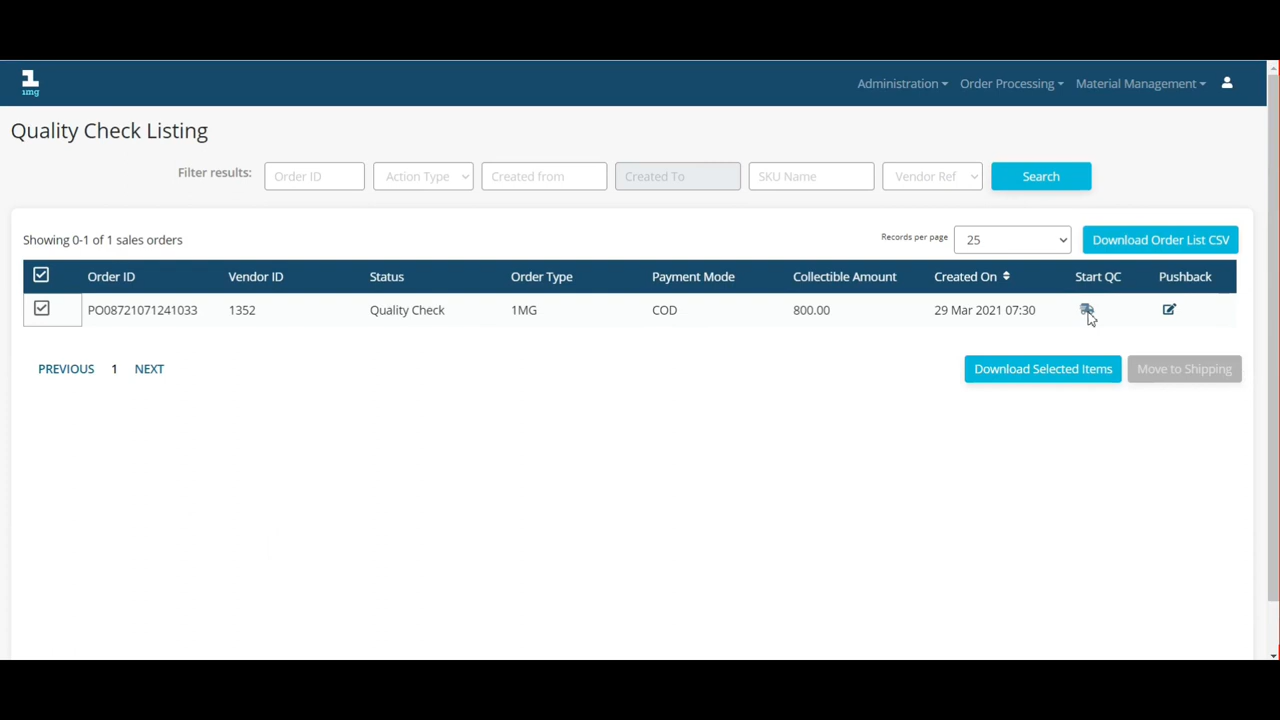 1
1mg
Administration Order Processing Material Management
Quality Check Listing
Filter results: Order ID Action Type Created from Created To SKU Name Vendor Ref Search
Showing 0-1 of 1 sales orders Records per page 25 Download Order List CSV
Order ID Vendor ID Status Order Type Payment Mode Collectible Amount Created On Start QC Pushback
PO08721071241033 1352 Quality Check 1MG COD 800.00 29 Mar 2021 07:30
PREVIOUS 1 NEXT Download Selected Items Move to Shipping